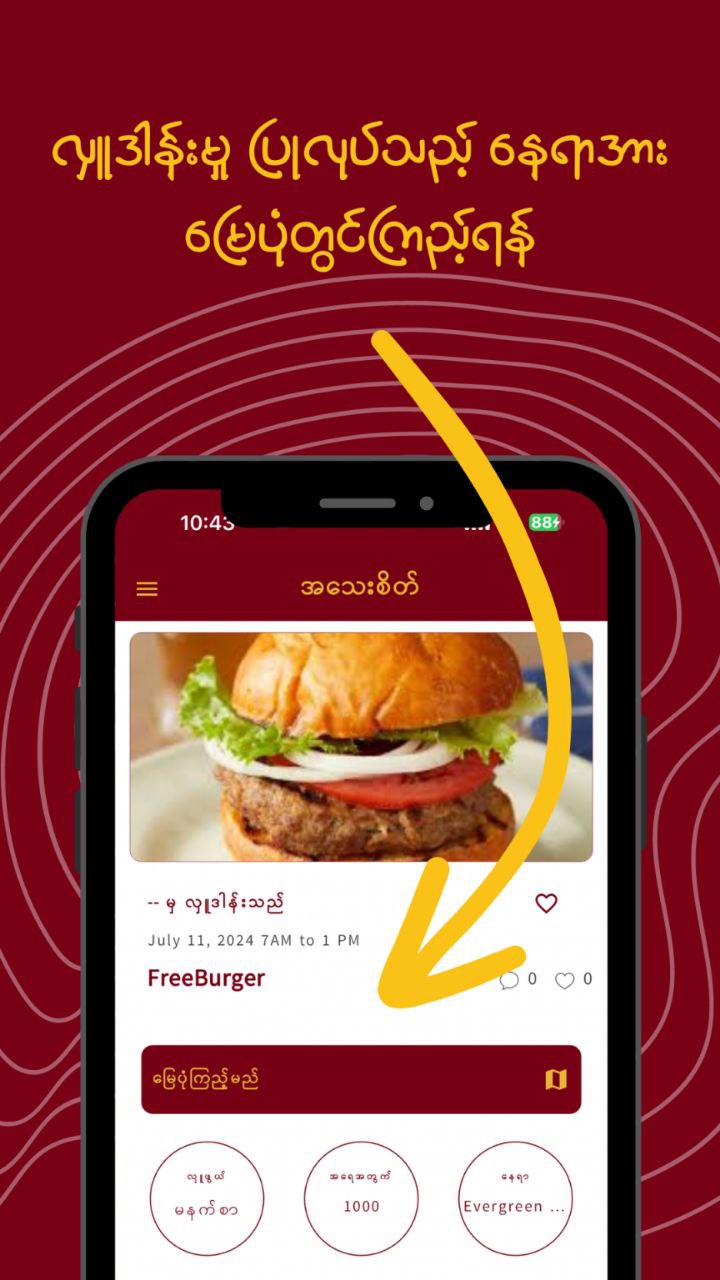 လှူဒါန်းမှု ပြုလုပ်သည့် နေရာအား
မြေပုံတွင်ကြည့်ရန်
10:43
88
အသေးစိတ်
-- မှ လှူဒါန်းသည်
July 11, 2024 7AM to 1 PM
FreeBurger
0 0
မြေပုံကြည့်မည်
လှူဖွယ် အရေအတွက် နေရာ
မနက်စာ 1000 Evergreen ...